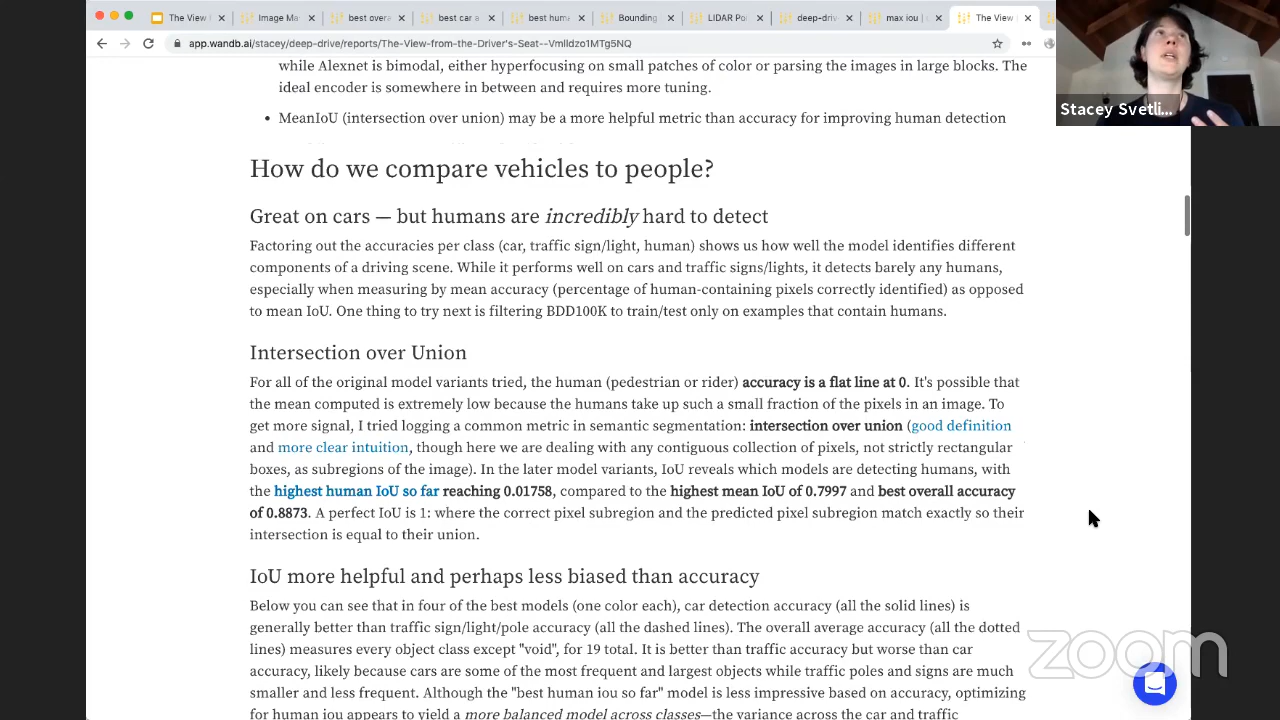 The View f
Image Ma
best overa
best car a
best huma
Bounding
LIDAR Poi
deep-driv
max iou |
The View
app.wandb.ai/stacey/deep-drive/reports/The-View-from-the-Driver's-Seat--Vmlldzo1MTg5NQ
while Alexnet is bimodal, either hyperfocusing on small patches of color or parsing the images in large blocks. The
ideal encoder is somewhere in between and requires more tuning.
• MeanIoU (intersection over union) may be a more helpful metric than accuracy for improving human detection
Stacey Svetli...
How do we compare vehicles to people?
Great on cars — but humans are incredibly hard to detect
Factoring out the accuracies per class (car, traffic sign/light, human) shows us how well the model identifies different
components of a driving scene. While it performs well on cars and traffic signs/lights, it detects barely any humans,
especially when measuring by mean accuracy (percentage of human-containing pixels correctly identified) as opposed
to mean IoU. One thing to try next is filtering BDD100K to train/test only on examples that contain humans.
Intersection over Union
For all of the original model variants tried, the human (pedestrian or rider) accuracy is a flat line at 0. It's possible that
the mean computed is extremely low because the humans take up such a small fraction of the pixels in an image. To
get more signal, I tried logging a common metric in semantic segmentation: intersection over union (good definition
and more clear intuition, though here we are dealing with any contiguous collection of pixels, not strictly rectangular
boxes, as subregions of the image). In the later model variants, IoU reveals which models are detecting humans, with
the highest human IoU so far reaching 0.01758, compared to the highest mean IoU of 0.7997 and best overall accuracy
of 0.8873. A perfect IoU is 1: where the correct pixel subregion and the predicted pixel subregion match exactly so their
intersection is equal to their union.
IoU more helpful and perhaps less biased than accuracy
Below you can see that in four of the best models (one color each), car detection accuracy (all the solid lines) is
generally better than traffic sign/light/pole accuracy (all the dashed lines). The overall average accuracy (all the dotted
lines) measures every object class except "void", for 19 total. It is better than traffic accuracy but worse than car
accuracy, likely because cars are some of the most frequent and largest objects while traffic poles and signs are much
smaller and less frequent. Although the "best human iou so far" model is less impressive based on accuracy, optimizing
for human iou appears to yield a more balanced model across classes—the variance across the car and traffic
zoom